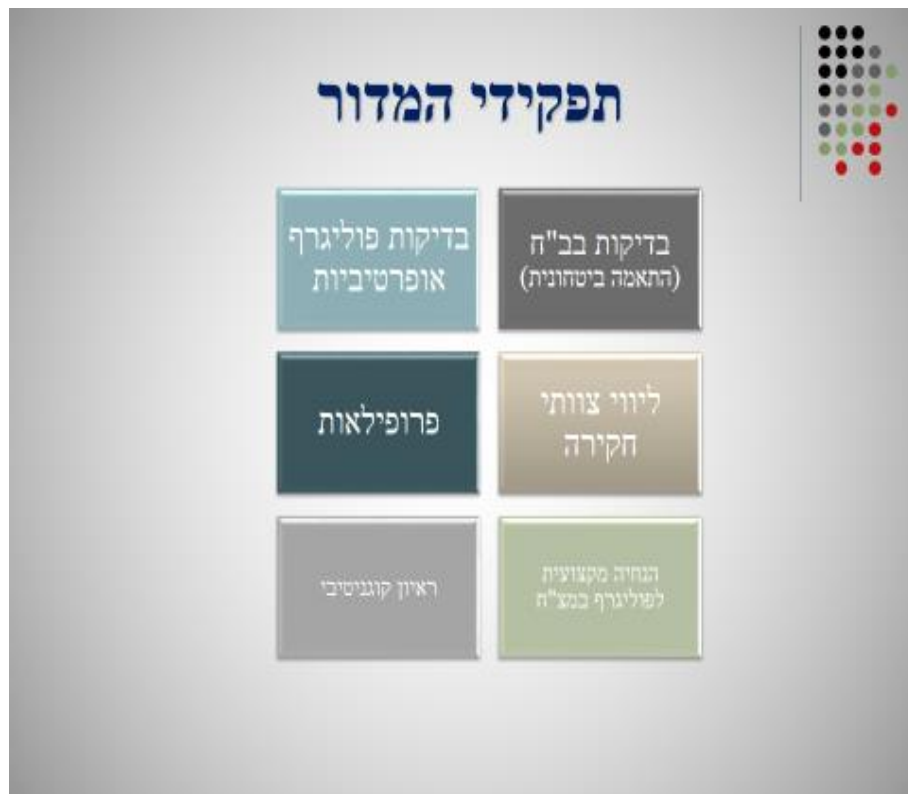 תפקידי המדור
בדיקות בב"ח
(התאמה ביטחונית)
בדיקות פוליגרף
אופרטיביות
ליווי צוותי
חקירה
פרופילאות
הנחיה מקצועית
לפוליגרף במצ"ח
ראיון קוגניטיבי